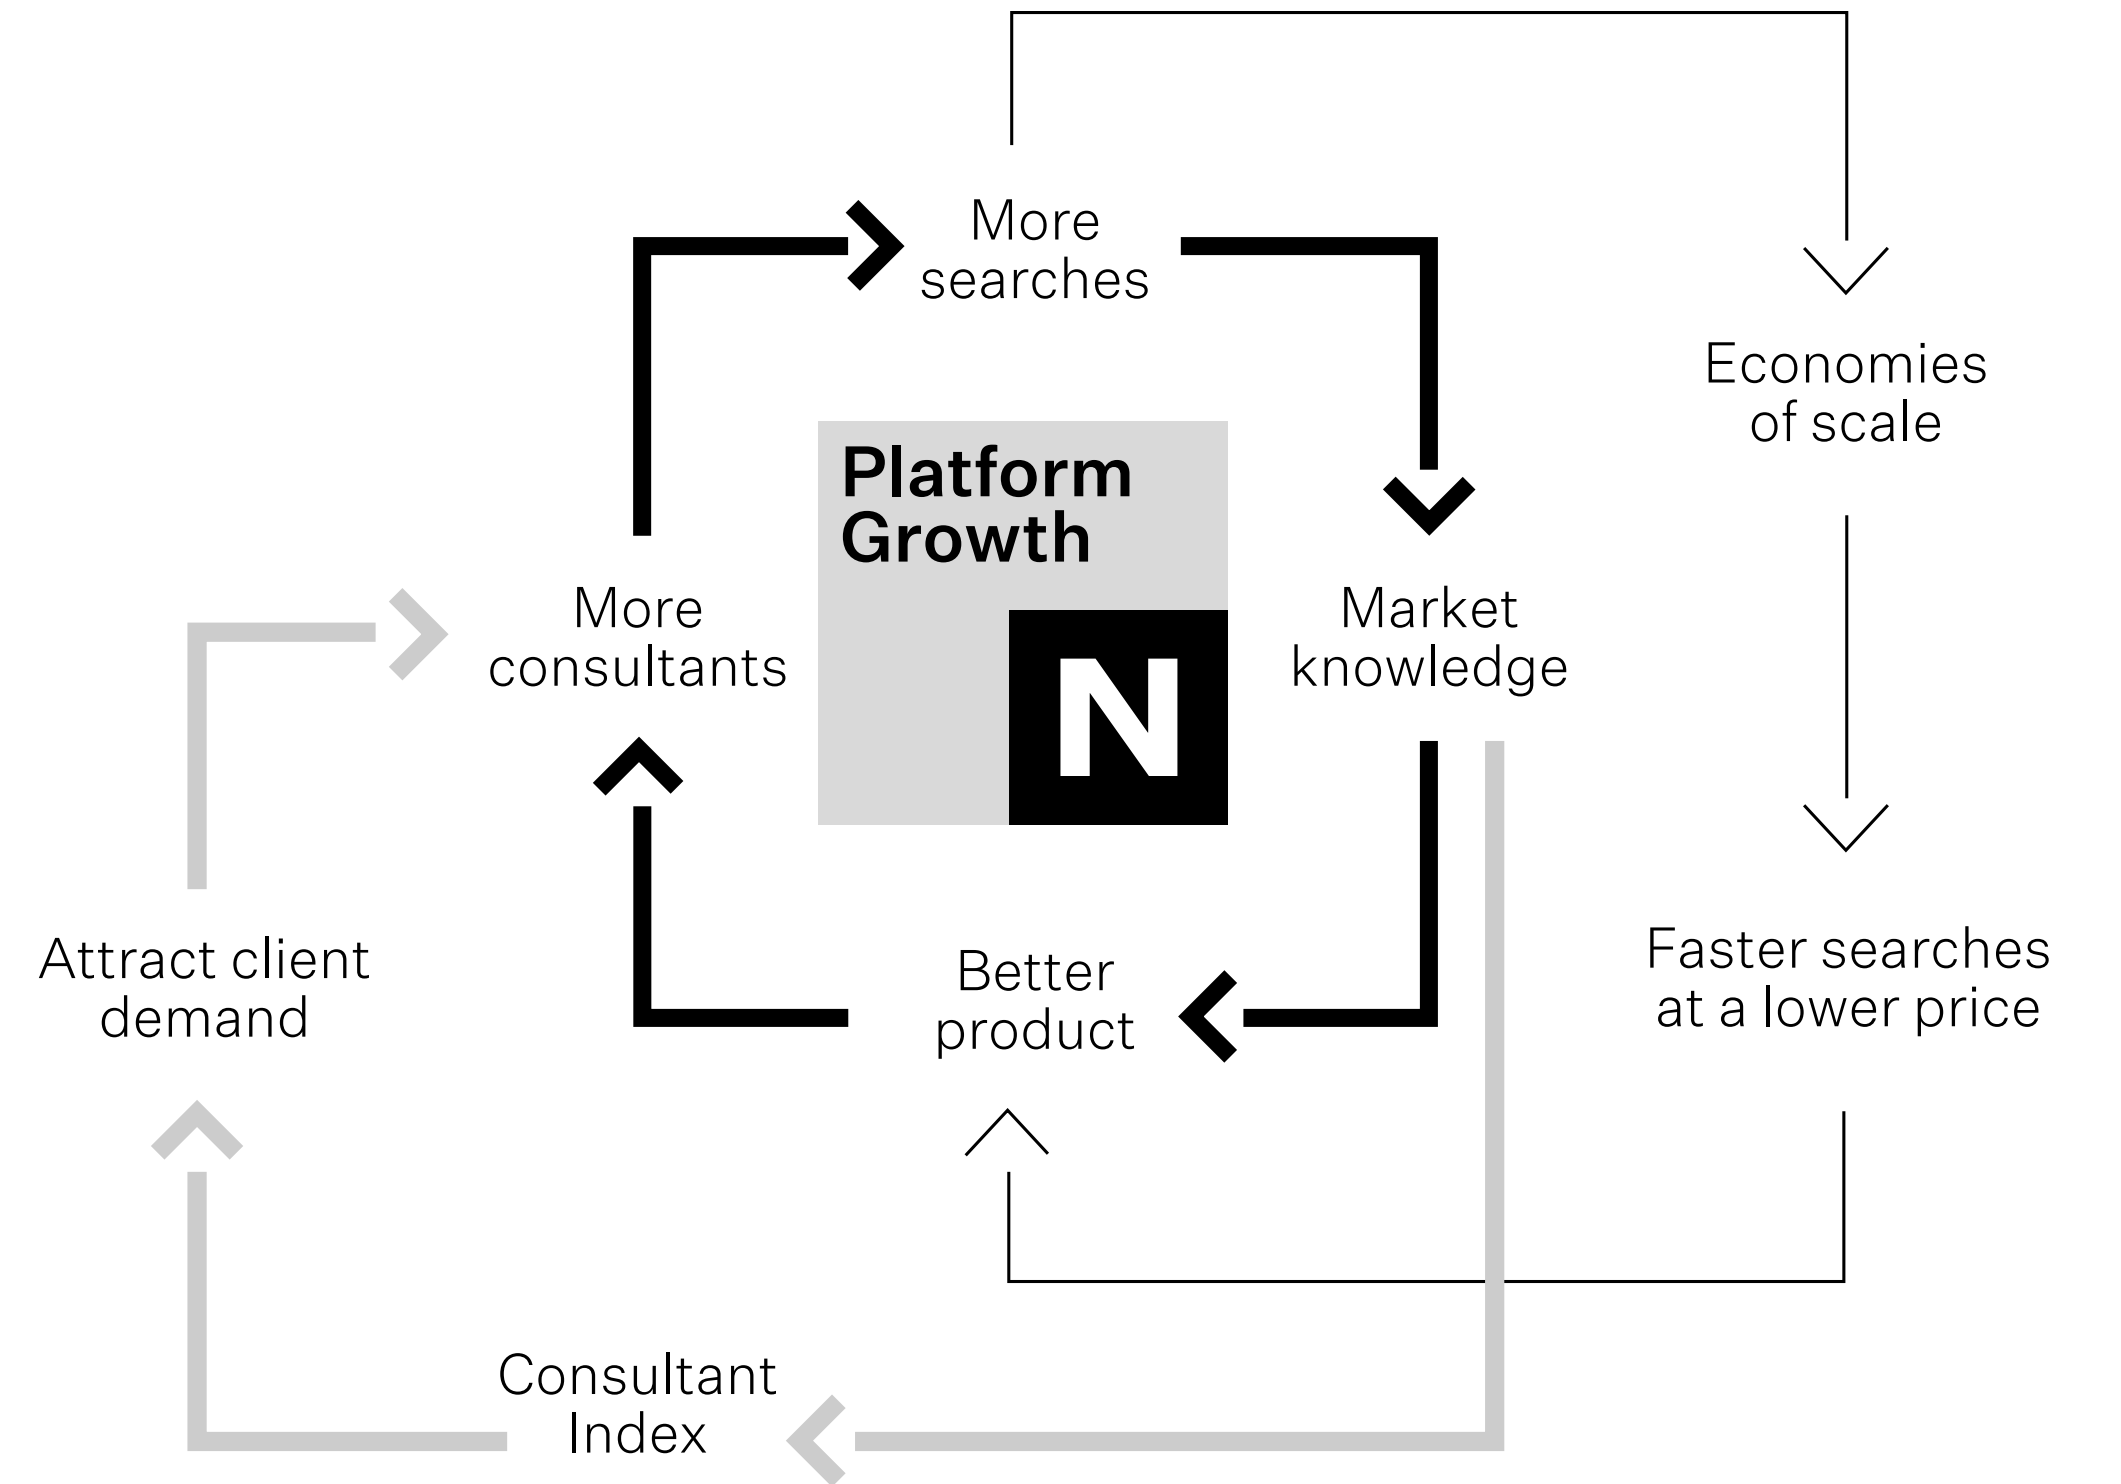 More
searches
Economies
of scale
Platform
Growth
N
More
consultants
Market
knowledge
Attract client
demand
Better
product
Faster searches
at a lower price
Consultant
Index